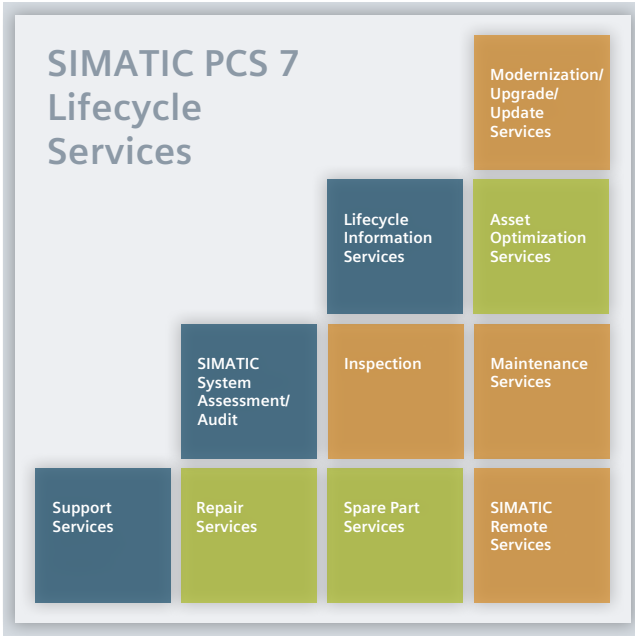 SIMATIC PCS 7
Lifecycle
Services
Modernization/
Upgrade/
Update
Services
Lifecycle
Information
Services
Asset
Optimization
Services
SIMATIC
System
Assessment/
Audit
Inspection
Maintenance
Services
Support
Services
Repair
Services
Spare Part
Services
SIMATIC
Remote
Services